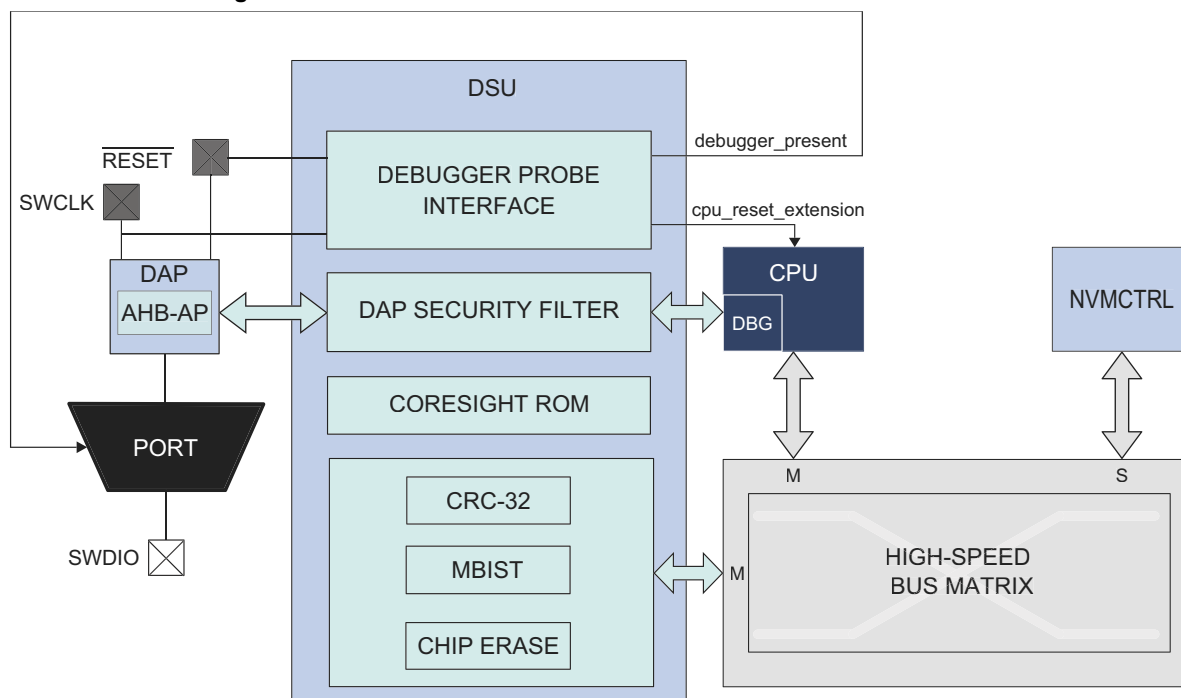 DSU
debugger_present
RESET
DEBUGGER PROBE
INTERFACE
SWCLK
cpu_reset_extension
DAP
AHB-AP
DAP SECURITY FILTER
CPU
DBG
NVMCTRL
CORESIGHT ROM
PORT
M
S
CRC-32
MBIST
CHIP ERASE
M
HIGH-SPEED
BUS MATRIX
SWDIO